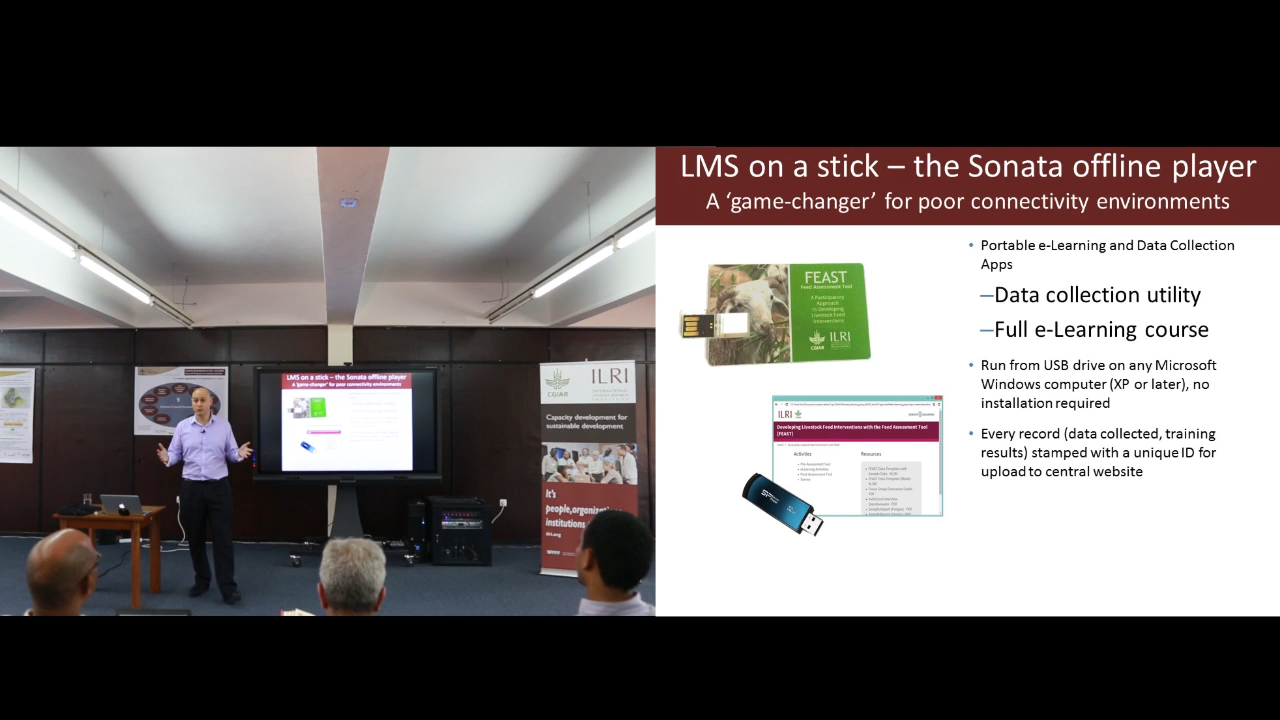 LMS on a stick – the Sonata offline player
A ‘game-changer’ for poor connectivity environments
• Portable e-Learning and Data Collection
Apps
–Data collection utility
–Full e-Learning course
• Run from USB drive on any Microsoft
Windows computer (XP or later), no
installation required
• Every record (data collected, training
results) stamped with a unique ID for
upload to central website
FEAST
Feed Assessment Tool
A Participatory
Approach
to Developing
Livestock Feed
Interventions
CGIAR
ILRI
ILRI
Developing Livestock Feed Interventions with the Feed Assessment Tool
(FEAST)
Activities
Resources
LMS on a stick – the Sonata offline player
A ‘game-changer’ for poor connectivity environments
CGIAR
ILRI
Capacity development for
sustainable development
It's
people,
institutions